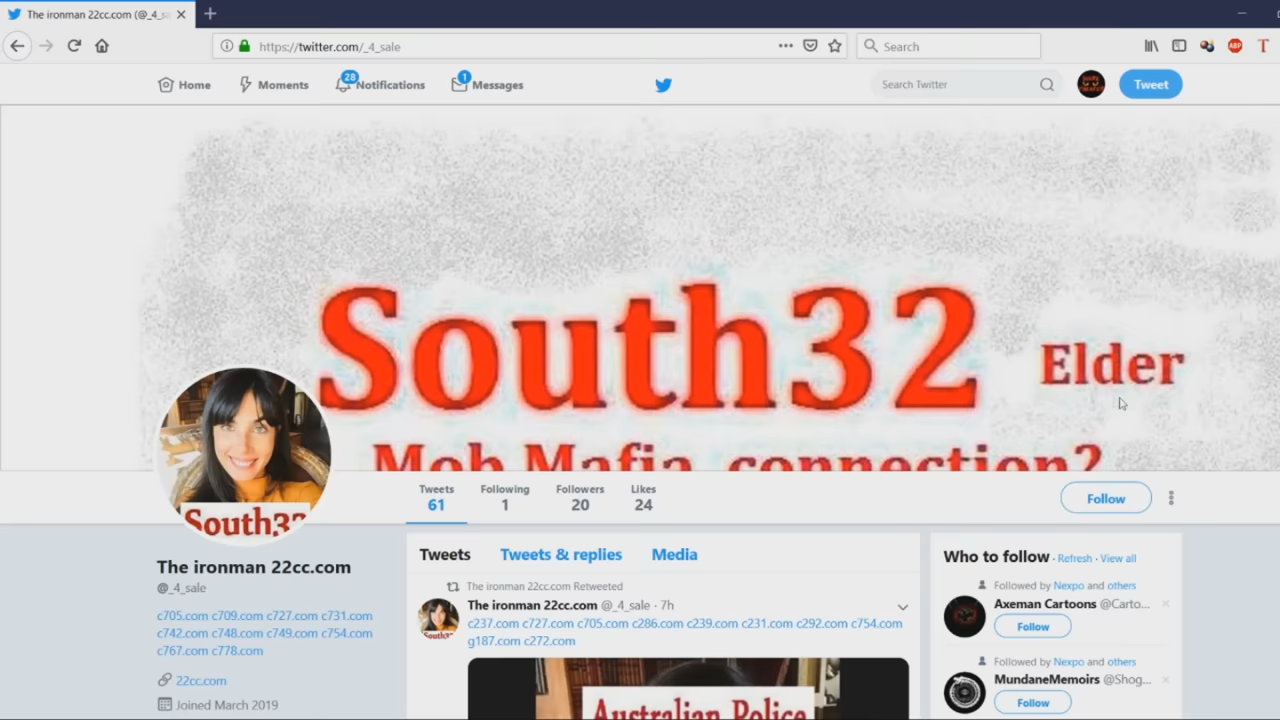 The ironman 22cc.com (@_4_sa
https://twitter.com/_4_sale
Search
ABP
T
Home
Moments
28
Notifications
1
Messages
Search Twitter
Tweet
South32
Elder
Mob Mafia connection?
South32
Tweets
61
Following
1
Followers
20
Likes
24
Follow
The ironman 22cc.com
@_4_sale
c705.com c709.com c727.com c731.com
c742.com c748.com c749.com c754.com
c767.com c778.com
22cc.com
Joined March 2019
Tweets
Tweets & replies
Media
The ironman 22cc.com Retweeted
The ironman 22cc.com @_4_sale · 7h
c237.com c727.com c705.com c286.com c239.com c231.com c292.com c754.com
g187.com c272.com
South32
Australian Police
Who to follow · Refresh · View all
Followed by Nexpo and others
Axeman Cartoons @Carto...
Follow
Followed by Nexpo and others
MundaneMemoirs @Shog...
Follow